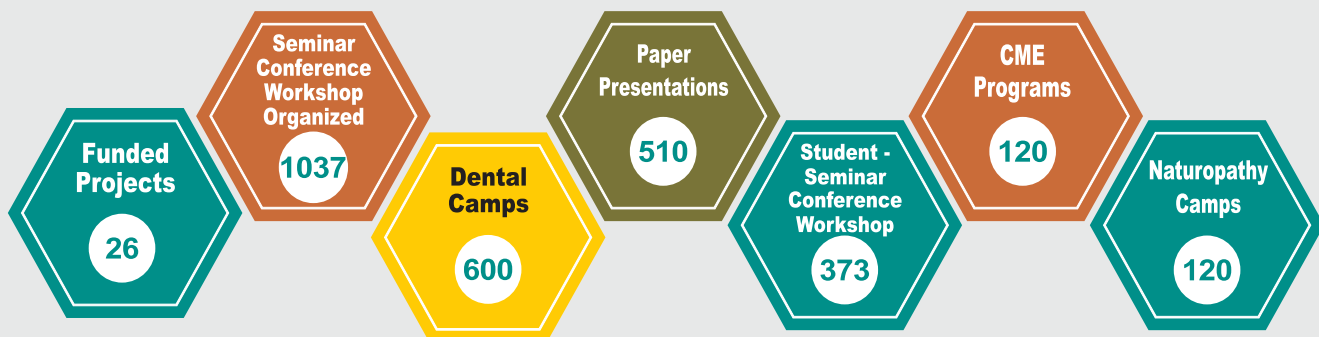 Funded
Projects
26
Seminar
Conference
Workshop
Organized
1037
Dental
Camps
600
Paper
Presentations
510
Student -
Seminar
Conference
Workshop
373
CME
Programs
120
Naturopathy
Camps
120